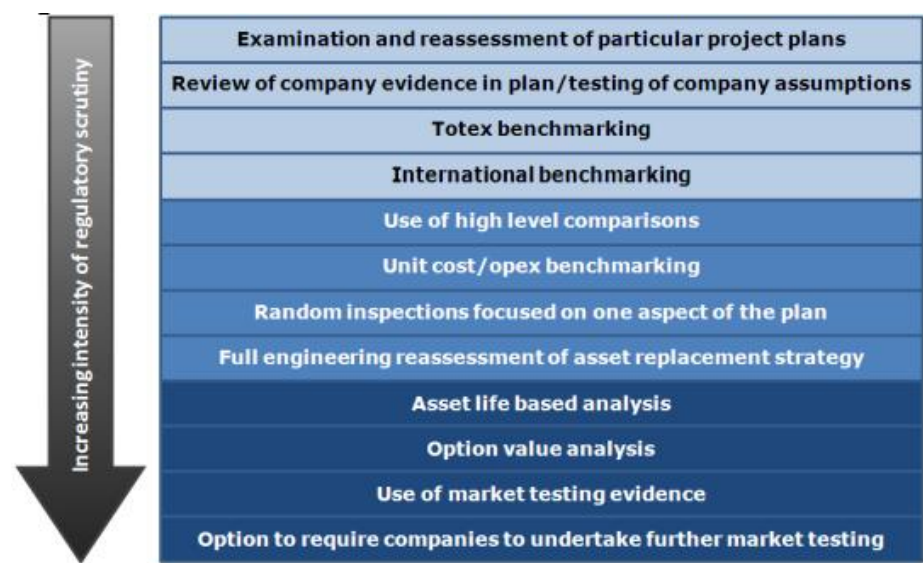 Increasing intensity of regulatory scrutiny
Examination and reassessment of particular project plans
Review of company evidence in plan/testing of company assumptions
Totex benchmarking
International benchmarking
Use of high level comparisons
Unit cost/opex benchmarking
Random inspections focused on one aspect of the plan
Full engineering reassessment of asset replacement strategy
Asset life based analysis
Option value analysis
Use of market testing evidence
Option to require companies to undertake further market testing